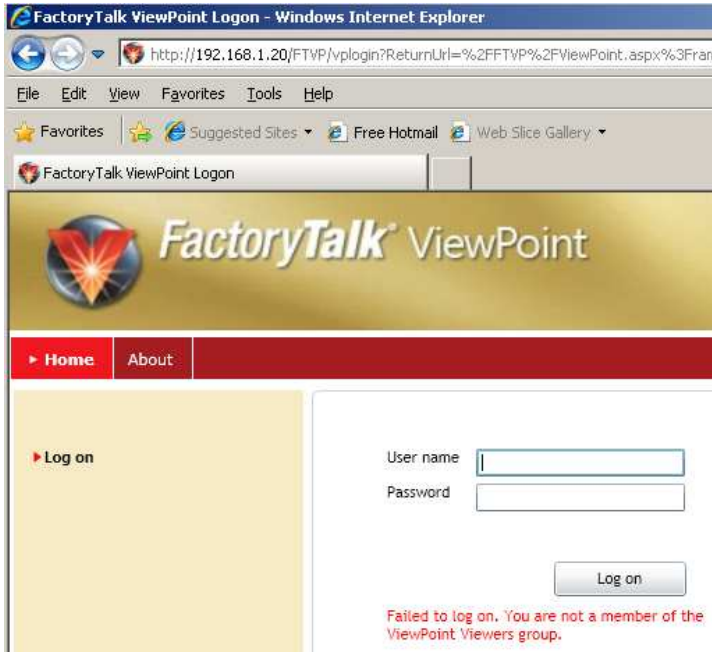 FactoryTalk ViewPoint Logon - Windows Internet Explorer
http://192.168.1.20/FTVP/vplogin?ReturnUrl=%2FFTVP%2FViewPoint.aspx%3Fran
File Edit View Favorites Tools Help
Favorites Suggested Sites Free Hotmail Web Slice Gallery
FactoryTalk ViewPoint Logon
FactoryTalk® ViewPoint
Home About
Log on
User name
Password
Log on
Failed to log on. You are not a member of the
ViewPoint Viewers group.